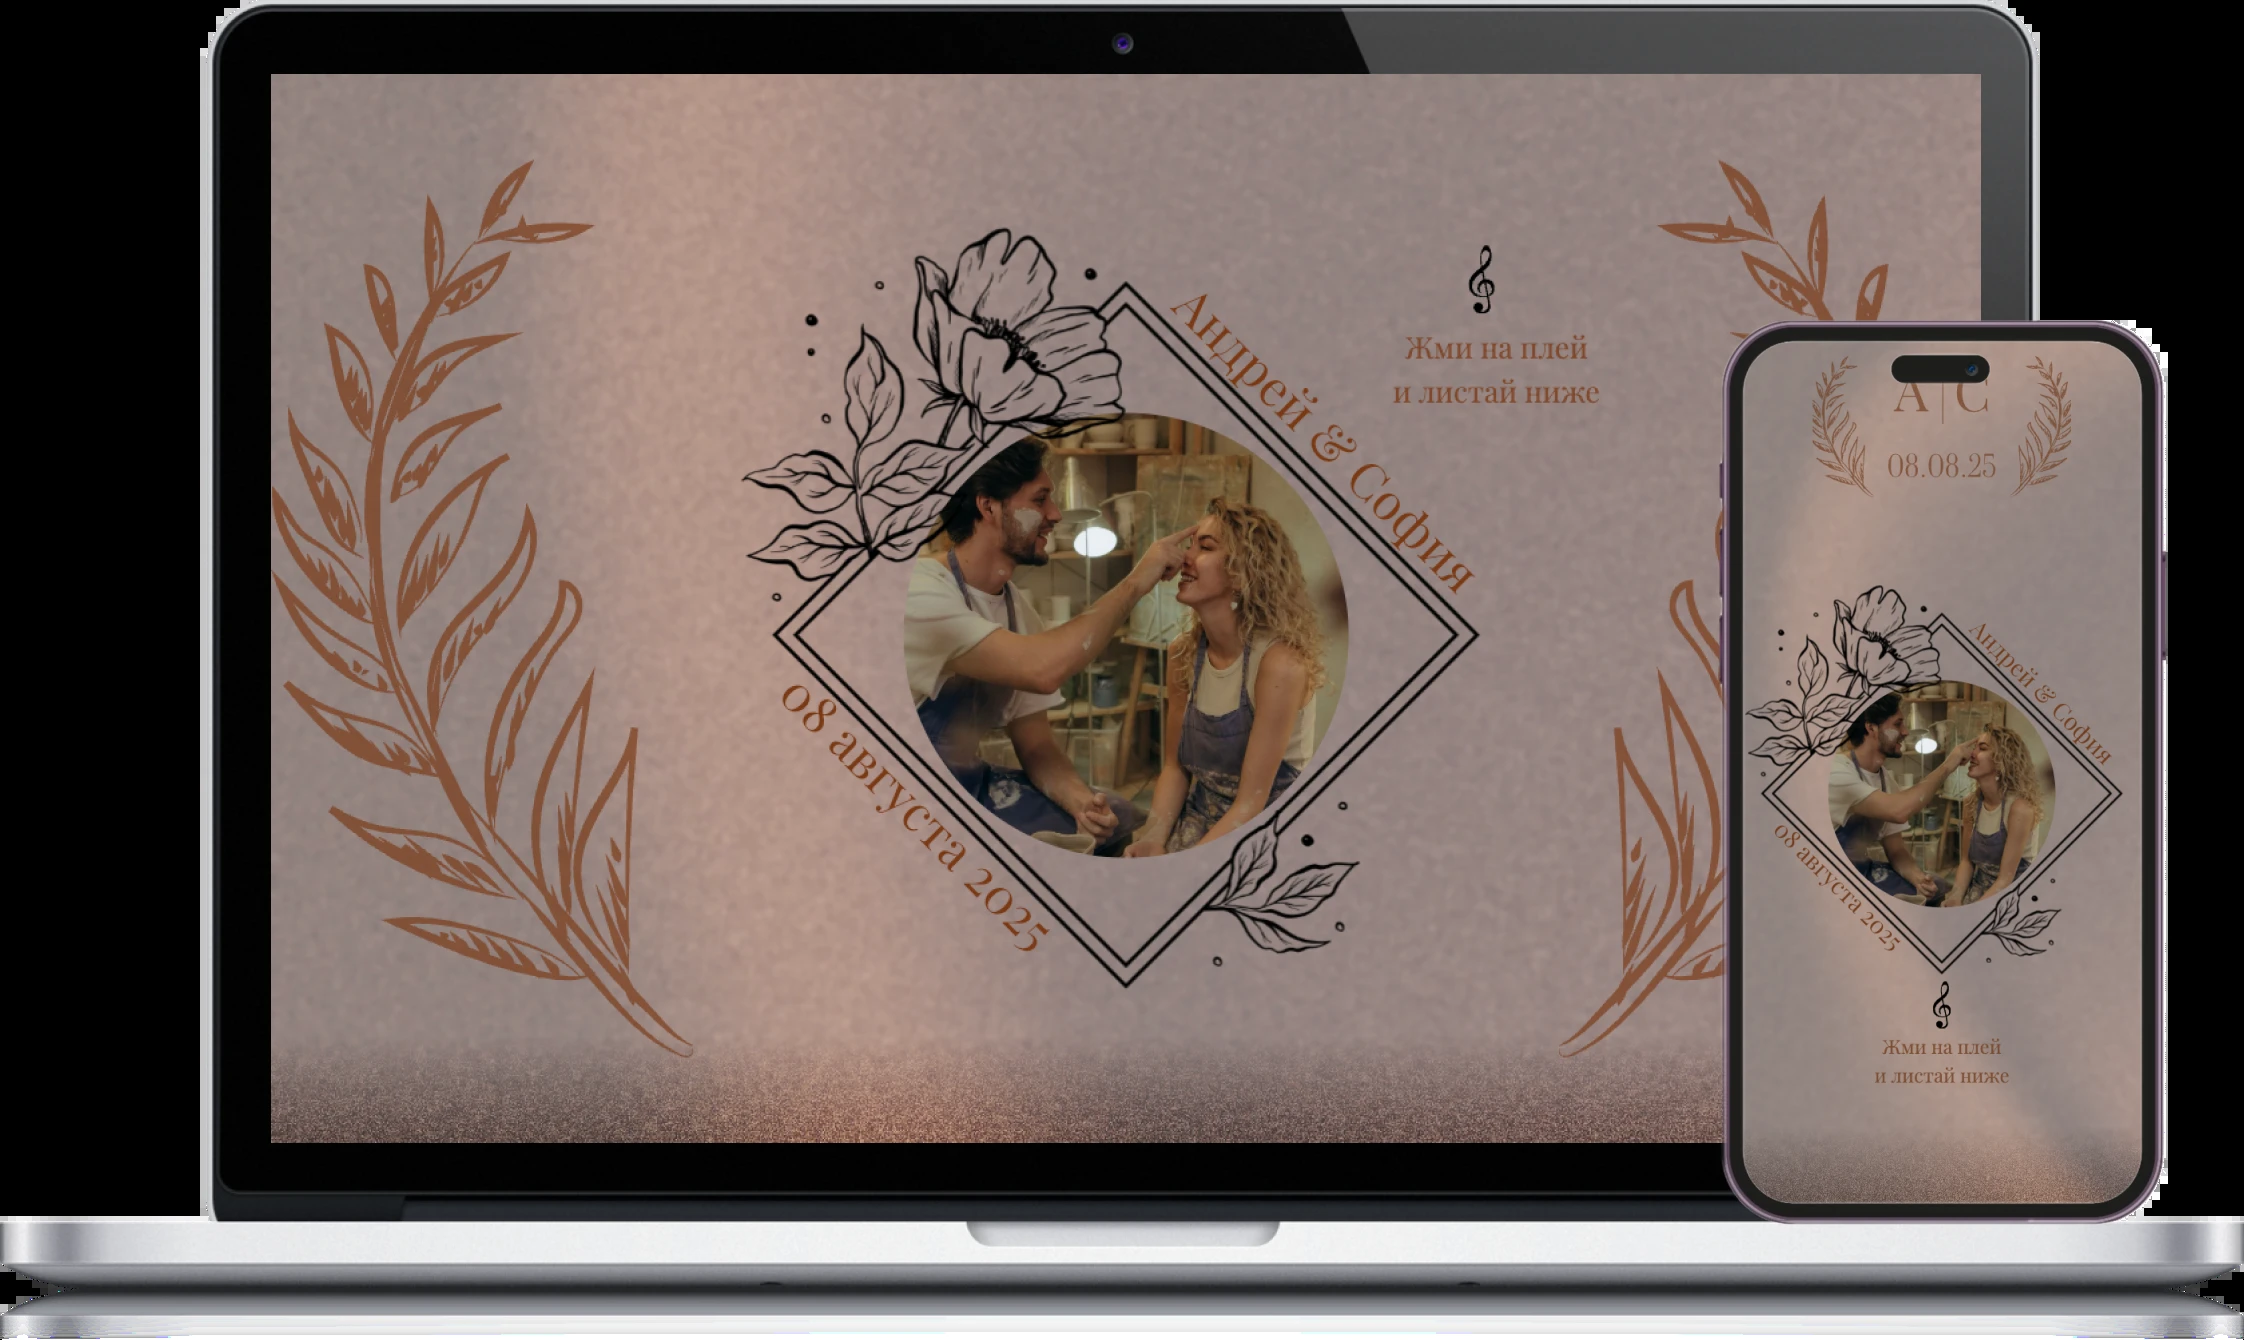 Андрей & София
Жми на плей
и листай ниже
08 августа 2025
А|С
08.08.25
Андрей & София
08 августа 2025
Жми на плей
и листай ниже